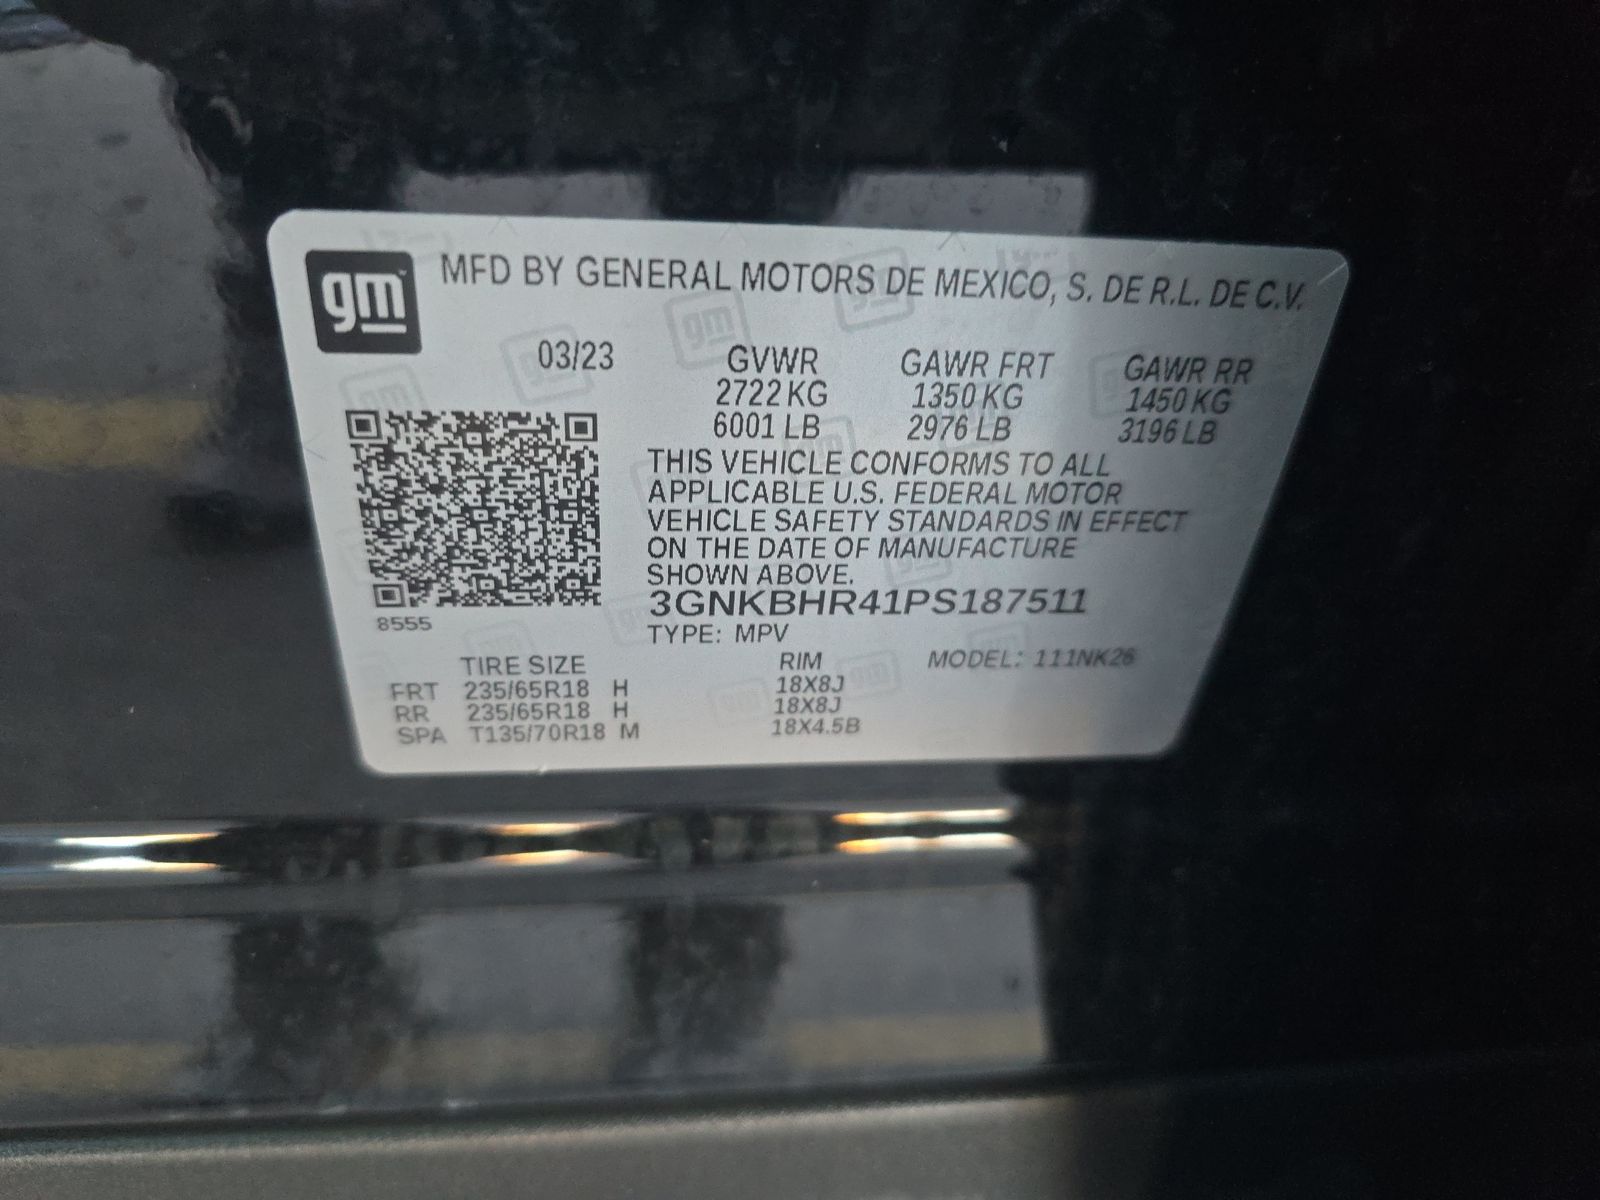 gm
MFD BY GENERAL MOTORS DE MEXICO, S. DE R.L. DE C.V.
03/23 GVWR GAWR FRT GAWR RR
2722 KG 1350 KG 1450 KG
6001 LB 2976 LB 3196 LB
THIS VEHICLE CONFORMS TO ALL
APPLICABLE U.S. FEDERAL MOTOR
VEHICLE SAFETY STANDARDS IN EFFECT
ON THE DATE OF MANUFACTURE
SHOWN ABOVE.
3GNKBHR41PS187511
8555
TYPE: MPV
TIRE SIZE RIM MODEL: 111NK26
FRT 235/65R18 H 18X8J
RR 235/65R18 H 18X8J
SPA T135/70R18 M 18X4.5B